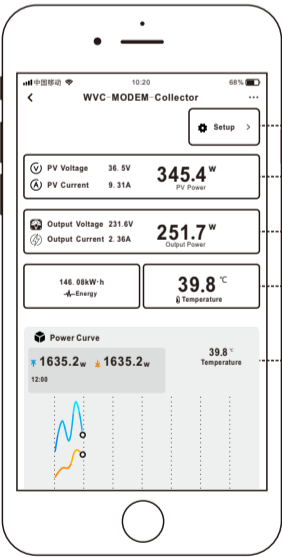 中国移动 10:20 68%
< WVC-MODEM-Collector ...
Setup >
V PV Voltage 36. 5V
A PV Current 9. 31A
345.4 W
PV Power
Output Voltage 231.6V
Output Current 2. 36A
251.7 W
Output Power
146. 08kW·h
Energy
39.8 ℃
Temperature
Power Curve
1635.2w 1635.2w
12:00
39.8 ℃
Temperature